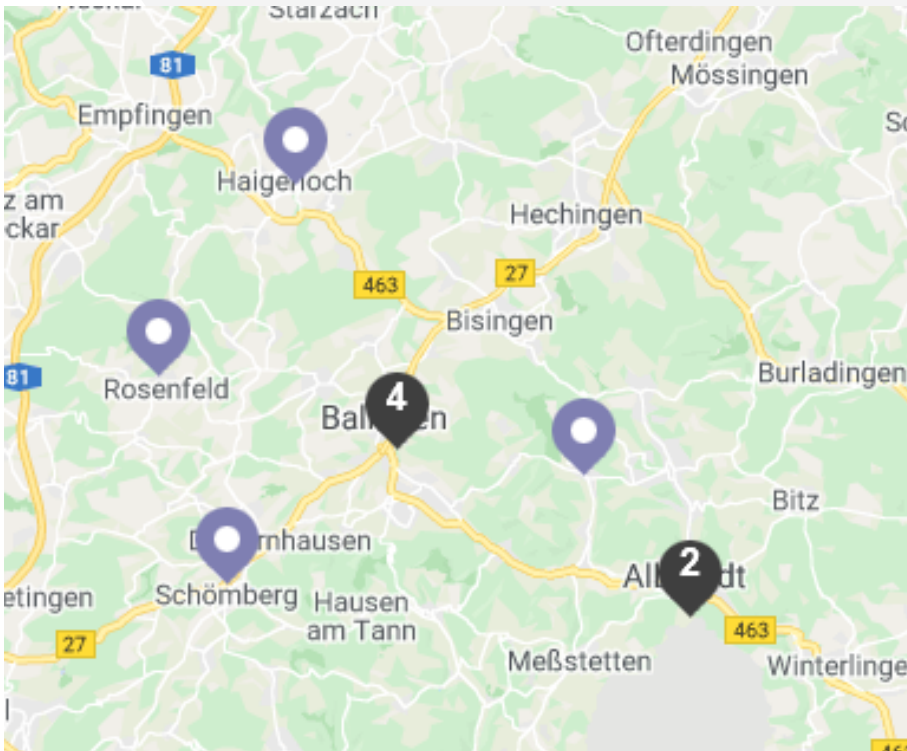 Starzach
81
Ofterdingen
Mössingen
Empfingen
Haigerloch
z am
ckar
Hechingen
463
27
Bisingen
81
Rosenfeld
Burladingen
4
Bitz
2
etingen
Schömberg
Hausen
am Tann
27
463
Meßstetten
Winterlinge